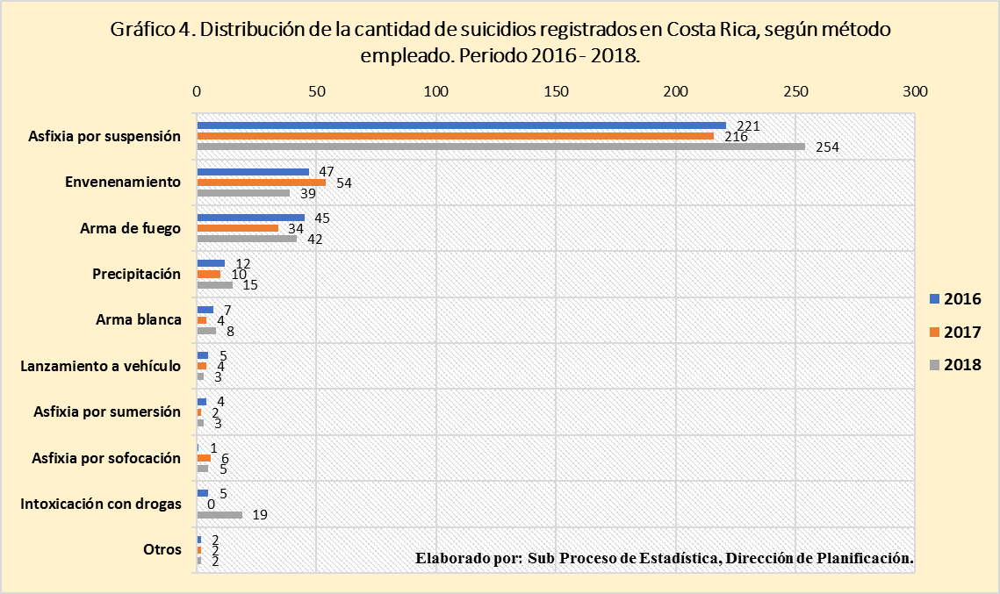 Gráfico 4. Distribución de la cantidad de suicidios registrados en Costa Rica, según método
empleado. Periodo 2016 - 2018.
0 50 100 150 200 250 300
Asfixia por suspensión
221
216
254
Envenenamiento
47
54
39
Arma de fuego
45
34
42
Precipitación
12
10
15
Arma blanca
7
4
8
Lanzamiento a vehículo
5
4
3
Asfixia por sumersión
4
2
3
Asfixia por sofocación
1
6
5
Intoxicación con drogas
5
0
19
Otros
2
2
2
2016
2017
2018
Elaborado por: Sub Proceso de Estadística, Dirección de Planificación.